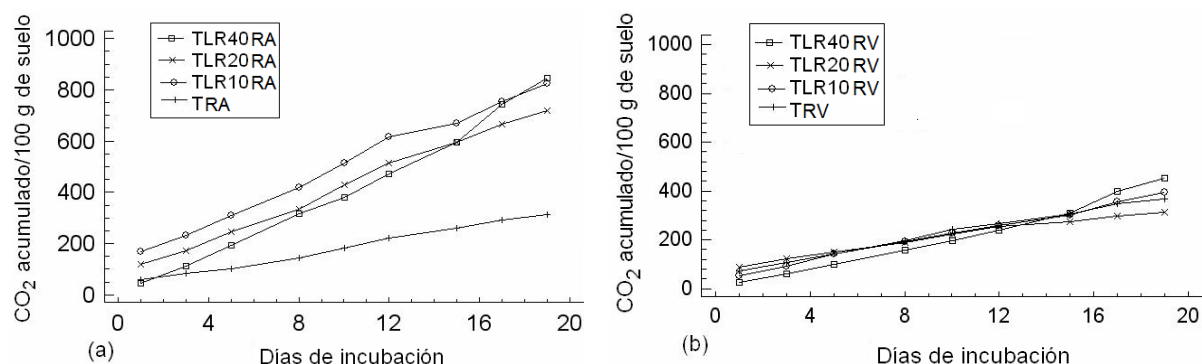 1000
800
600
400
200
0
CO₂ acumulado/100 g de suelo
TLR40 RA
TLR20 RA
TLR10 RA
TRA
0 4 8 12 16 20
(a)
Días de incubación
1000
800
600
400
200
0
CO₂ acumulado/100 g de suelo
TLR40 RV
TLR20 RV
TLR10 RV
TRV
0 4 8 12 16 20
(b)
Días de incubación